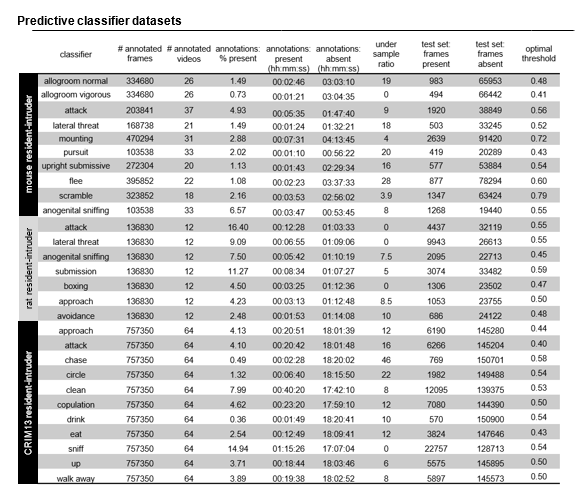 Predictive classifier datasets
classifier # annotated frames # annotated videos annotations: % present annotations: present (hh:mm:ss) annotations: absent (hh:mm:ss) under sample ratio test set: frames present test set: frames absent optimal threshold
mouse resident-intruder
allogroom normal 334680 26 1.49 00:02:46 03:03:10 19 983 65953 0.48
allogroom vigorous 334680 26 0.73 00:01:21 03:04:35 0 494 66442 0.41
attack 203841 37 4.93 00:05:35 01:47:40 9 1920 38849 0.56
lateral threat 168738 21 1.49 00:01:24 01:32:21 18 503 33245 0.52
mounting 470294 31 2.88 00:07:31 04:13:45 4 2639 91420 0.72
pursuit 103538 33 2.02 00:01:10 00:56:22 20 419 20289 0.43
upright submissive 272304 20 1.13 00:01:43 02:29:34 16 577 53884 0.54
flee 395852 22 1.08 00:02:23 03:37:33 28 877 78294 0.60
scramble 323852 18 2.16 00:03:53 02:56:02 3.9 1347 63424 0.79
anogenital sniffing 103538 33 6.57 00:03:47 00:53:45 8 1268 19440 0.55
rat resident-intruder
attack 136830 12 16.40 00:12:28 01:03:33 0 4437 32119 0.55
lateral threat 136830 12 9.09 00:06:55 01:09:06 0 9943 26613 0.55
anogenital sniffing 136830 12 7.50 00:05:42 01:10:19 7.5 2095 22713 0.45
submission 136830 12 11.27 00:08:34 01:07:27 5 3074 33482 0.59
boxing 136830 12 4.50 00:03:25 01:12:36 0 1306 23502 0.47
approach 136830 12 4.23 00:03:13 01:12:48 8.5 1053 23755 0.50
avoidance 136830 12 2.48 00:01:53 01:14:08 10 686 24122 0.48
CRIM13 resident-intruder
approach 757350 64 4.13 00:20:51 18:01:39 12 6190 145280 0.44
attack 757350 64 4.10 00:20:42 18:01:48 16 6266 145204 0.40
chase 757350 64 0.49 00:02:28 18:20:02 46 769 150701 0.58
circle 757350 64 1.32 00:06:40 18:15:50 22 1982 149488 0.54
clean 757350 64 7.99 00:40:20 17:42:10 8 12095 139375 0.53
copulation 757350 64 4.62 00:23:20 17:59:10 12 7080 144390 0.50
drink 757350 64 0.36 00:01:49 18:20:41 10 570 150900 0.54
eat 757350 64 2.54 00:12:49 18:09:41 12 3824 147646 0.43
sniff 757350 64 14.94 01:15:26 17:07:04 0 22757 128713 0.54
up 757350 64 3.71 00:18:44 18:03:46 6 5575 145895 0.50
walk away 757350 64 3.89 00:19:38 18:02:52 8 5897 145573 0.50